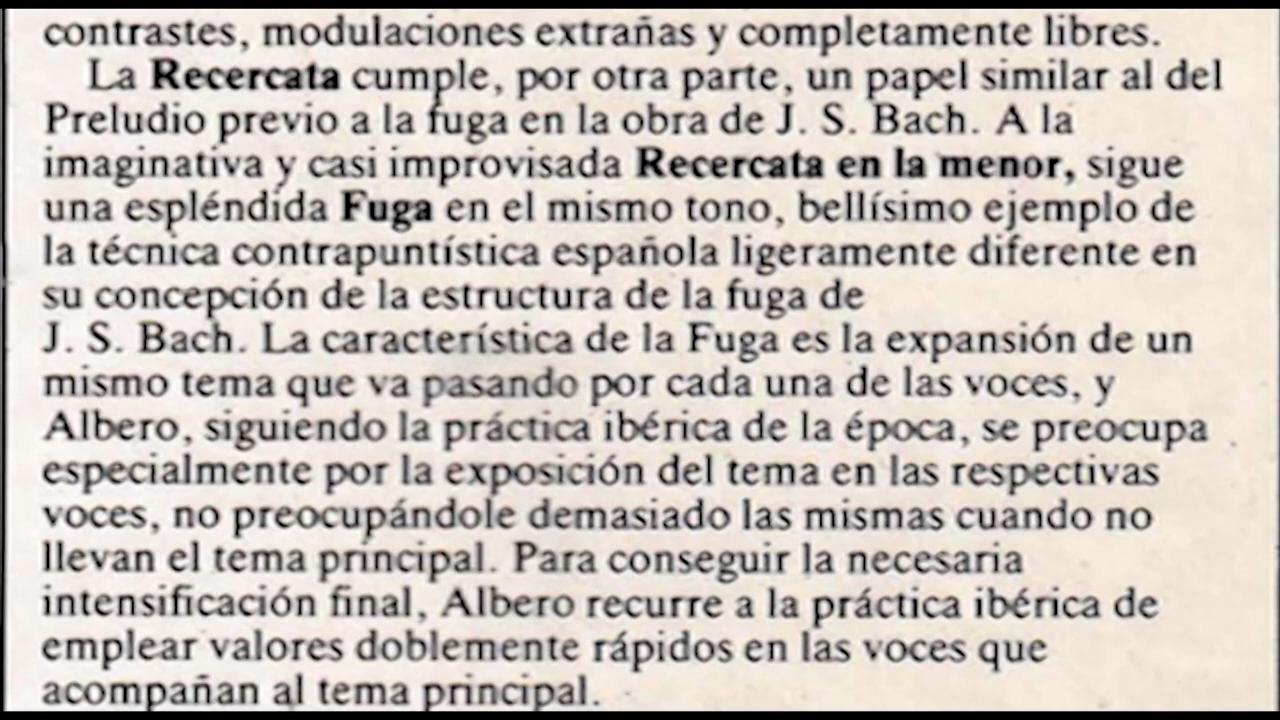 contrastes, modulaciones extrañas y completamente libres.
La Recercata cumple, por otra parte, un papel similar al del
Preludio previo a la fuga en la obra de J. S. Bach. A la
imaginativa y casi improvisada Recercata en la menor, sigue
una espléndida Fuga en el mismo tono, bellísimo ejemplo de
la técnica contrapuntística española ligeramente diferente en
su concepción de la estructura de la fuga de
J. S. Bach. La característica de la Fuga es la expansión de un
mismo tema que va pasando por cada una de las voces, y
Albero, siguiendo la práctica ibérica de la época, se preocupa
especialmente por la exposición del tema en las respectivas
voces, no preocupándole demasiado las mismas cuando no
llevan el tema principal. Para conseguir la necesaria
intensificación final, Albero recurre a la práctica ibérica de
emplear valores doblemente rápidos en las voces que
acompañan al tema principal.